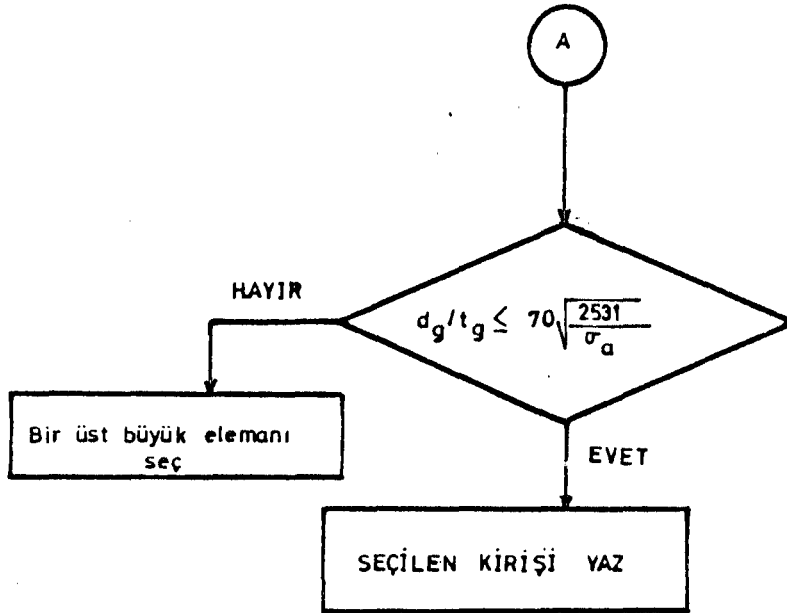 A
HAYIR
d_g/t_g ≤ 70√(2531/σ_a)
Bir üst büyük elemanı
seç
EVET
SEÇİLEN KİRİŞİ YAZ